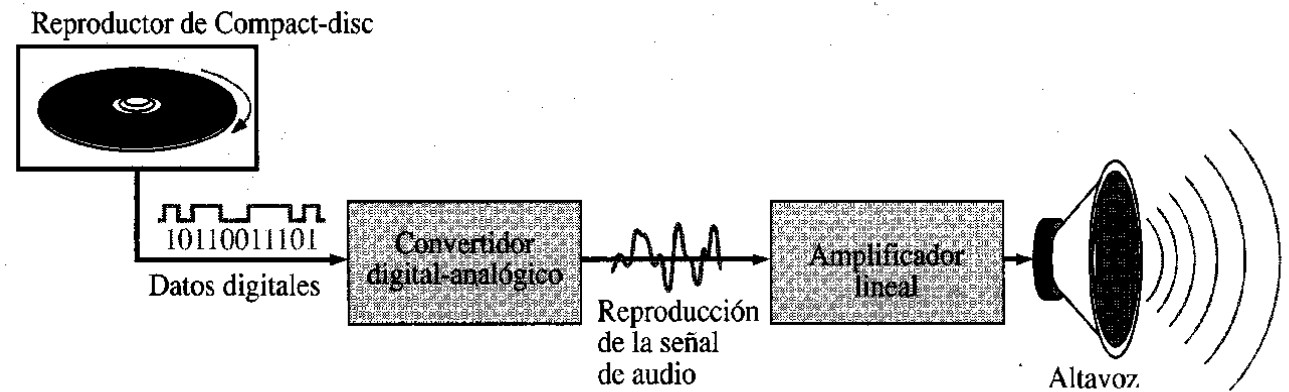 Reproductor de Compact-disc
10110011101
Datos digitales
Convertidor
digital-analógico
Reproducción
de la señal
de audio
Amplificador
lineal
Altavoz